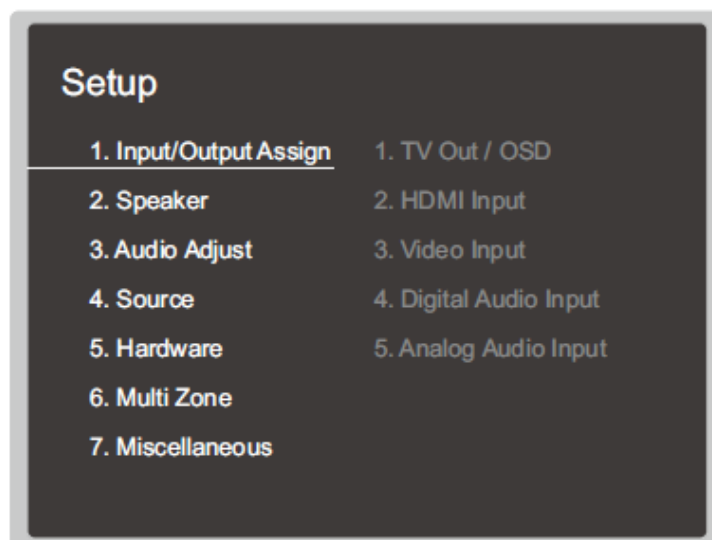 Setup
1. Input/Output Assign
2. Speaker
3. Audio Adjust
4. Source
5. Hardware
6. Multi Zone
7. Miscellaneous
1. TV Out / OSD
2. HDMI Input
3. Video Input
4. Digital Audio Input
5. Analog Audio Input